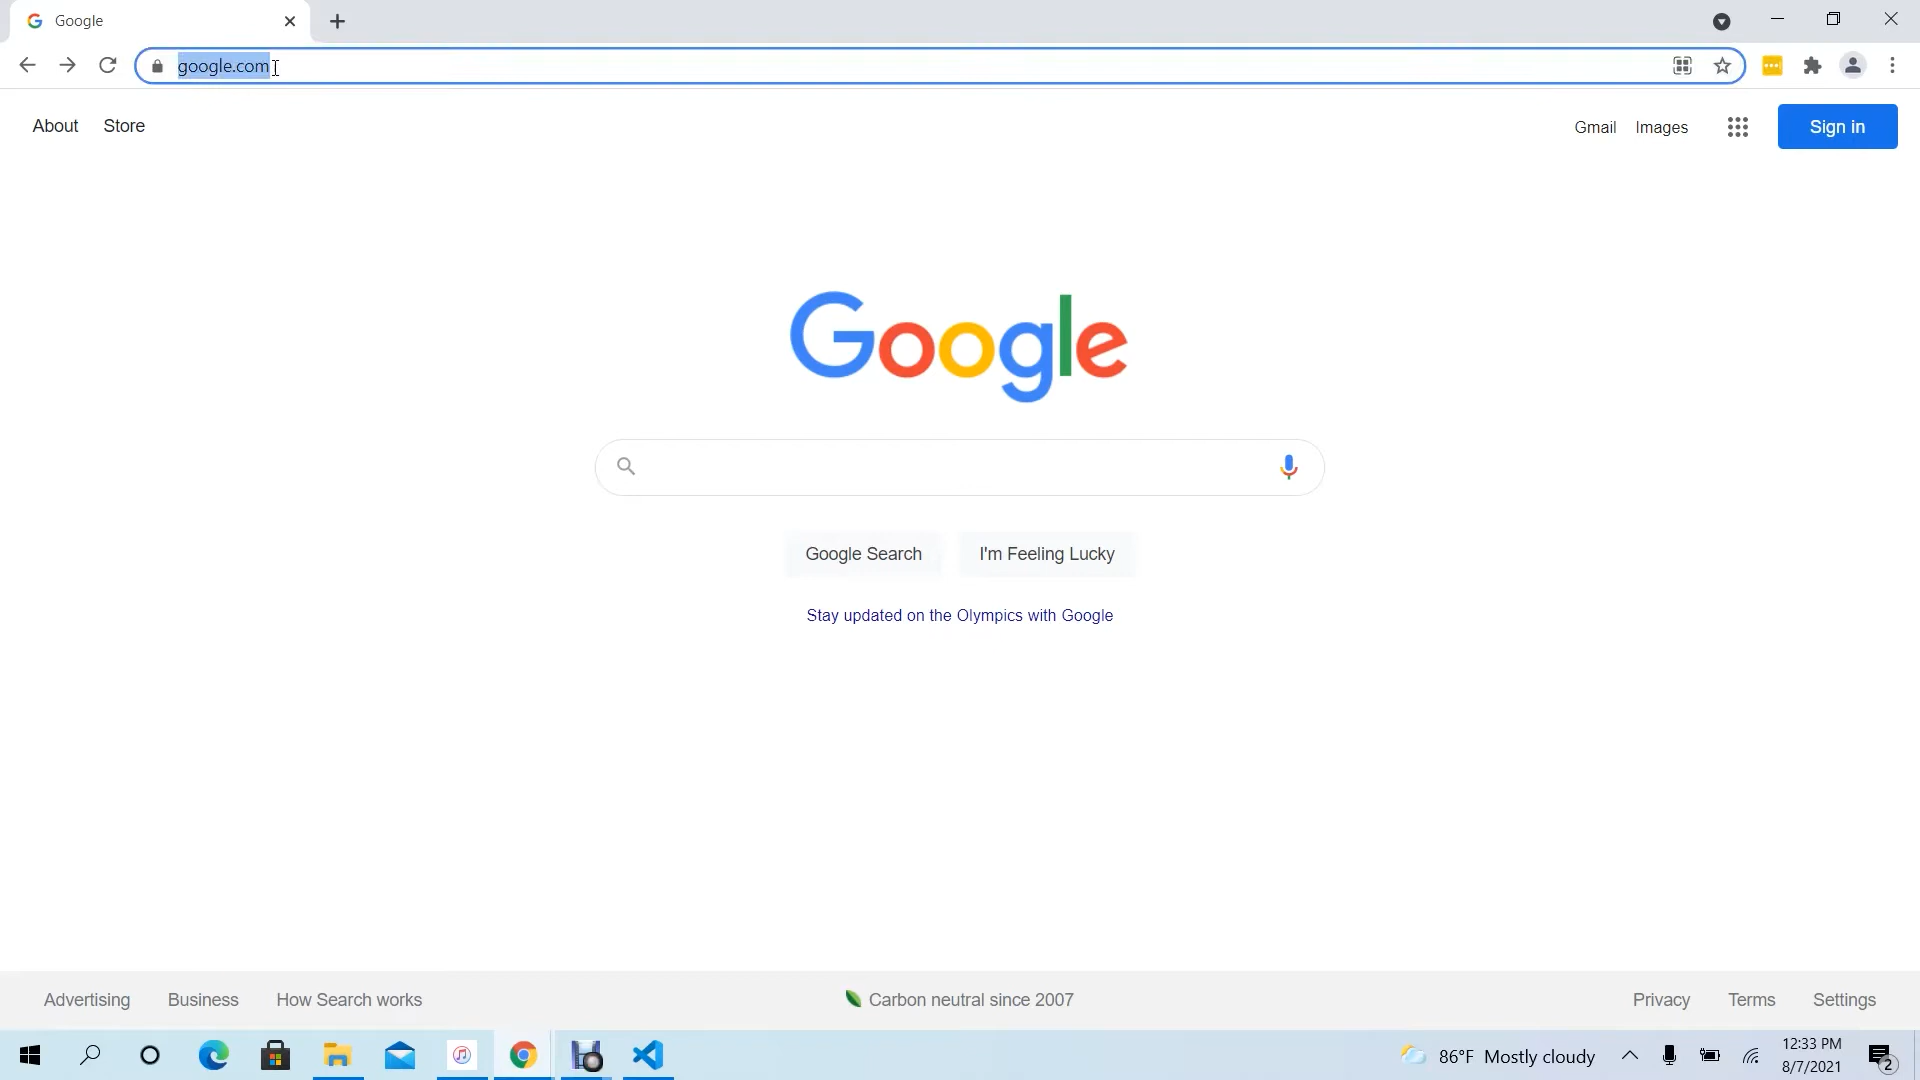 Google
google.com
About Store
Gmail Images
Sign in
Google
Google Search
I'm Feeling Lucky
Stay updated on the Olympics with Google
Advertising Business How Search works
Carbon neutral since 2007
Privacy Terms Settings
86°F Mostly cloudy
12:33 PM
8/7/2021
2